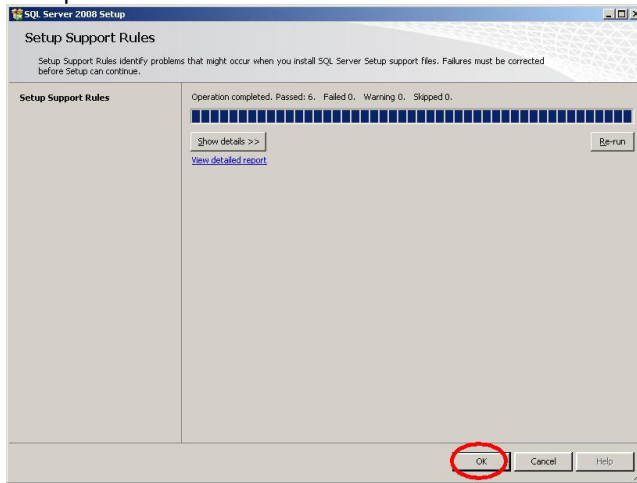 SQL Server 2008 Setup
Setup Support Rules
Setup Support Rules identify problems that might occur when you install SQL Server Setup support files. Failures must be corrected
before Setup can continue.
Setup Support Rules
Operation completed. Passed: 6. Failed 0. Warning 0. Skipped 0.
Show details >>
Re-run
View detailed report
OK
Cancel
Help